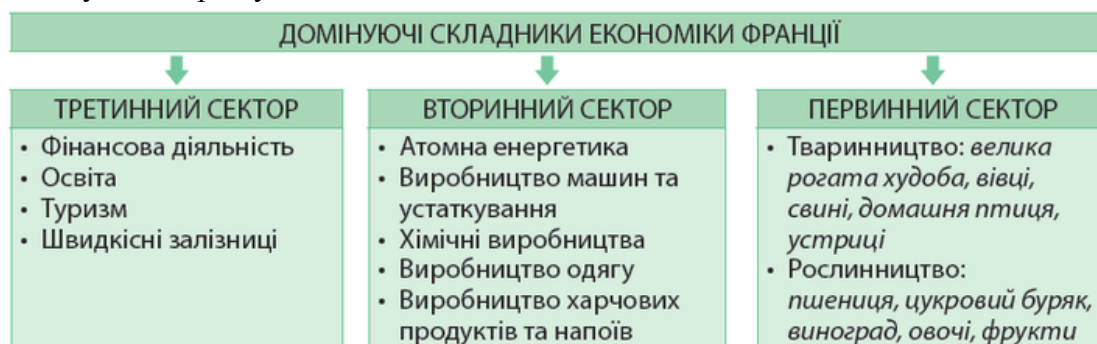 ДОМІНУЮЧІ СКЛАДНИКИ ЕКОНОМІКИ ФРАНЦІЇ
ТРЕТИННИЙ СЕКТОР
• Фінансова діяльність
• Освіта
• Туризм
• Швидкісні залізниці
ВТОРИННИЙ СЕКТОР
• Атомна енергетика
• Виробництво машин та
устаткування
• Хімічні виробництва
• Виробництво одягу
• Виробництво харчових
продуктів та напоїв
ПЕРВИННИЙ СЕКТОР
• Тваринництво: велика
рогата худоба, вівці,
свині, домашня птиця,
устриці
• Рослинництво:
пшениця, цукровий буряк,
виноград, овочі, фрукти